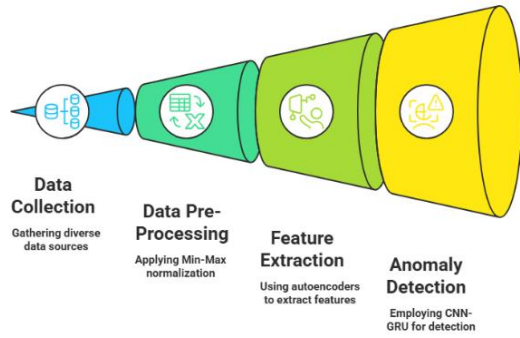 Data
Collection
Gathering diverse
data sources
Data Pre-
Processing
Applying Min-Max
normalization
Feature
Extraction
Using autoencoders
to extract features
Anomaly
Detection
Employing CNN-
GRU for detection